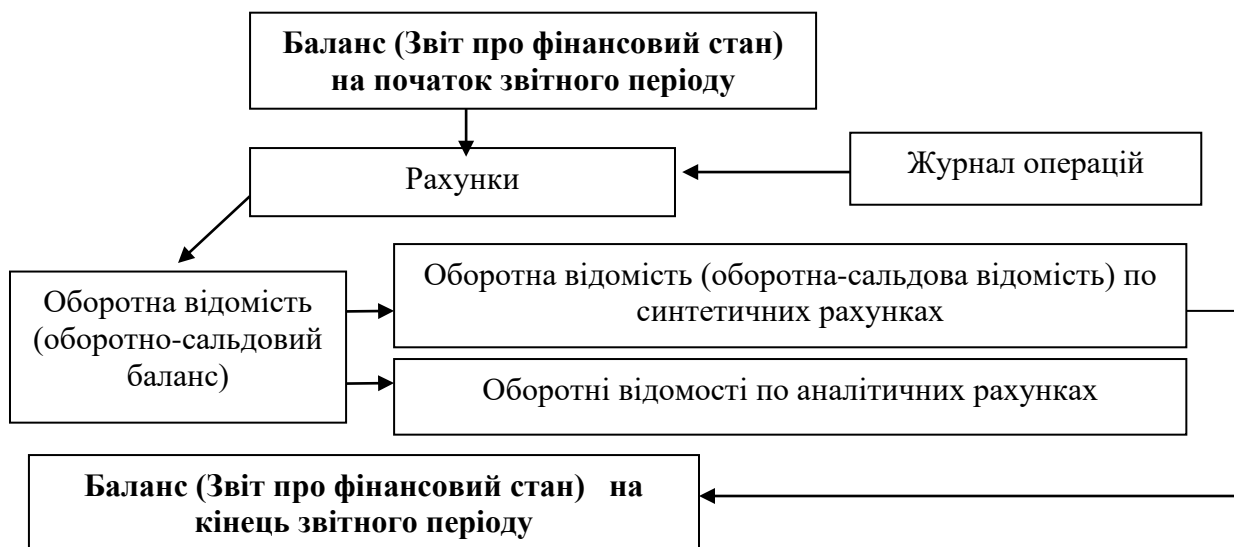 Баланс (Звіт про фінансовий стан)
на початок звітного періоду
Журнал операцій
Рахунки
Оборотна відомість
(оборотно-сальдовий
баланс)
Оборотна відомість (оборотна-сальдова відомість) по
синтетичних рахунках
Оборотні відомості по аналітичних рахунках
Баланс (Звіт про фінансовий стан) на
кінець звітного періоду